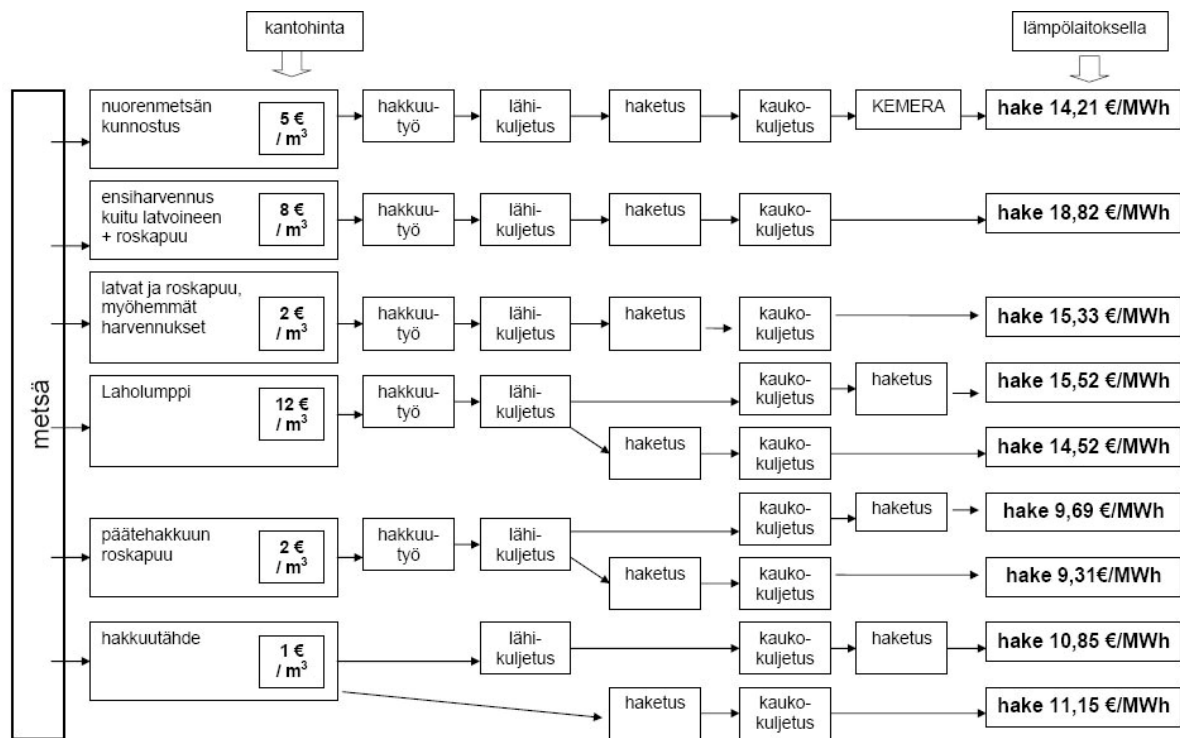 kantohinta
lämpölaitoksella
metsä
nuorenmetsän
kunnostus
5 €
/ m³
hakkuu-
työ
lähi-
kuljetus
haketus
kauko-
kuljetus
KEMERA
hake 14,21 €/MWh
ensiharvennus
kuitu latvoineen
+ roskapuu
8 €
/ m³
hakkuu-
työ
lähi-
kuljetus
haketus
kauko-
kuljetus
hake 18,82 €/MWh
latvat ja roskapuu,
myöhemmät
harvennukset
2 €
/ m³
hakkuu-
työ
lähi-
kuljetus
haketus
kauko-
kuljetus
hake 15,33 €/MWh
Laholumppi
12 €
/ m³
hakkuu-
työ
lähi-
kuljetus
kauko-
kuljetus
haketus
hake 15,52 €/MWh
haketus
kauko-
kuljetus
hake 14,52 €/MWh
päätehakkuun
roskapuu
2 €
/ m³
hakkuu-
työ
lähi-
kuljetus
kauko-
kuljetus
haketus
hake 9,69 €/MWh
haketus
kauko-
kuljetus
hake 9,31€/MWh
hakkuutähde
1 €
/ m³
lähi-
kuljetus
kauko-
kuljetus
haketus
hake 10,85 €/MWh
haketus
kauko-
kuljetus
hake 11,15 €/MWh